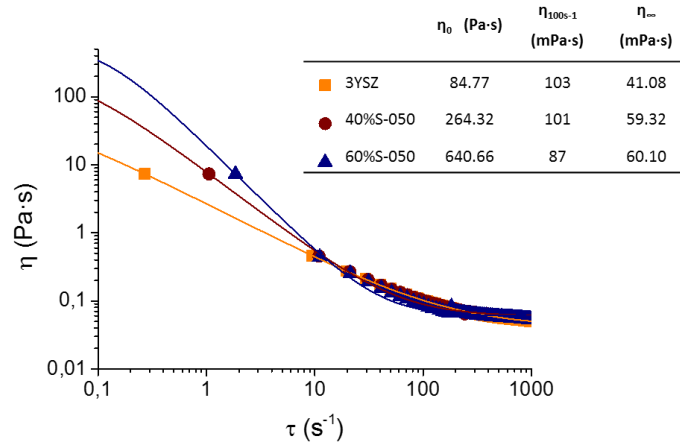 η₀ (Pa·s) η100s-1 (mPa·s) η∞ (mPa·s)
3YSZ 84.77 103 41.08
40%S-050 264.32 101 59.32
60%S-050 640.66 87 60.10
100
10
1
0,1
0,01
η (Pa·s)
0,1 1 10 100 1000
τ (s⁻¹)